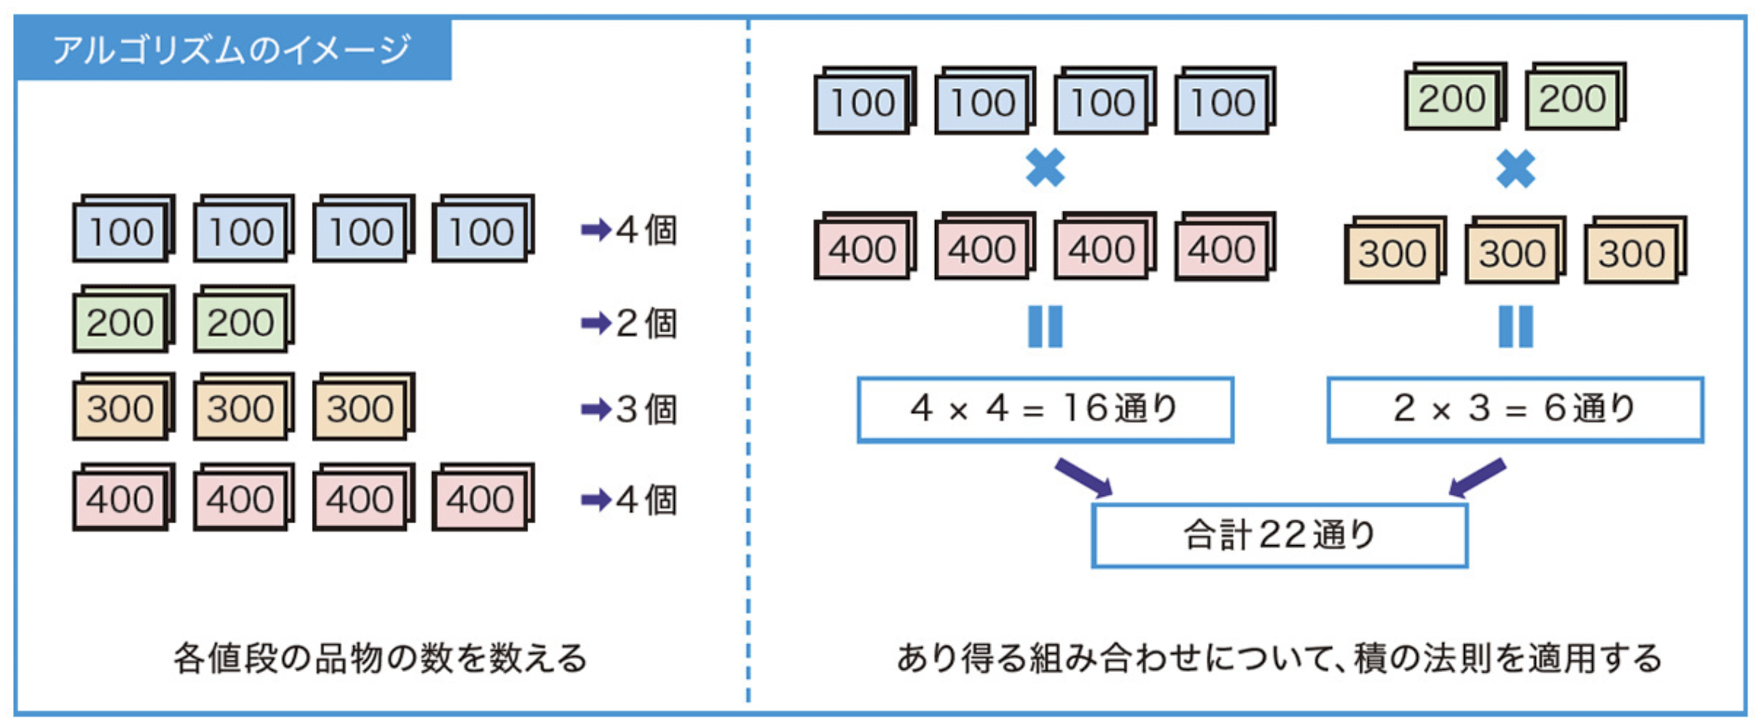 アルゴリズムのイメージ
100 100 100 100 ➡4個
200 200 ➡2個
300 300 300 ➡3個
400 400 400 400 ➡4個
各値段の品物の数を数える
100 100 100 100
×
400 400 400 400
=
4 × 4 = 16通り
200 200
×
300 300 300
=
2 × 3 = 6通り
合計22通り
あり得る組み合わせについて、積の法則を適用する